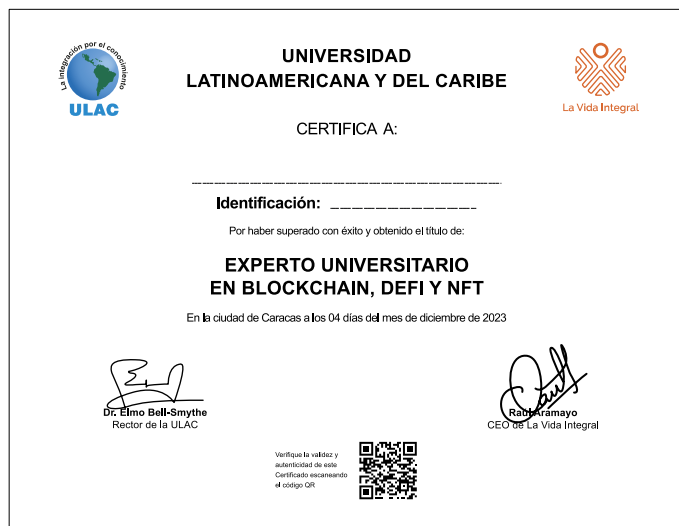 La integración por el conocimiento
ULAC
UNIVERSIDAD
LATINOAMERICANA Y DEL CARIBE
La Vida Integral
CERTIFICA A:
Identificación:
Por haber superado con éxito y obtenido el título de:
EXPERTO UNIVERSITARIO
EN BLOCKCHAIN, DEFI Y NFT
En la ciudad de Caracas a los 04 días del mes de diciembre de 2023
Dr. Elmo Bell-Smythe
Rector de la ULAC
Raúl Aramayo
CEO de La Vida Integral
Verifique la validez y
autenticidad de este
Certificado escaneando
el código QR